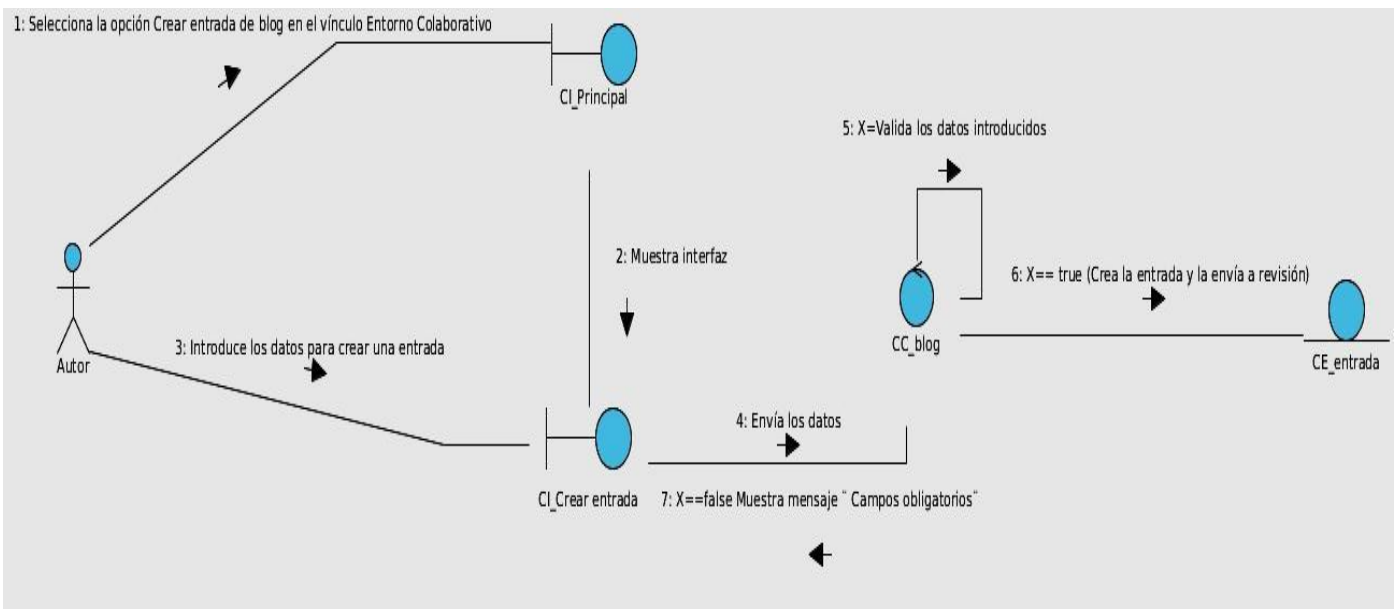 1: Selecciona la opción Crear entrada de blog en el vínculo Entorno Colaborativo
CI_Principal
5: X=Valida los datos introducidos
2: Muestra interfaz
6: X== true (Crea la entrada y la envía a revisión)
3: Introduce los datos para crear una entrada
Autor
CC_blog
CE_entrada
4: Envía los datos
CI_Crear entrada
7: X==false Muestra mensaje ¨ Campos obligatorios¨